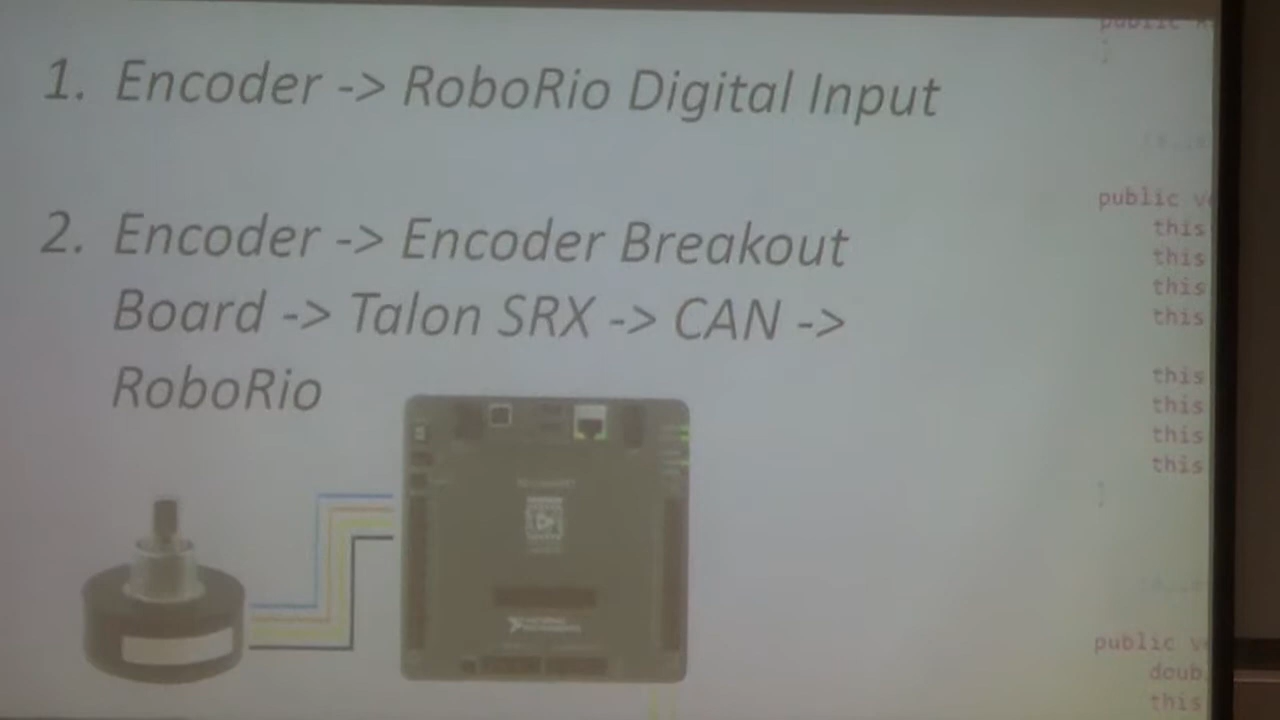 1. Encoder -> RoboRio Digital Input
2. Encoder -> Encoder Breakout
Board -> Talon SRX -> CAN ->
RoboRio
public
public
this
this
this
this
this
this
this
this
public
this